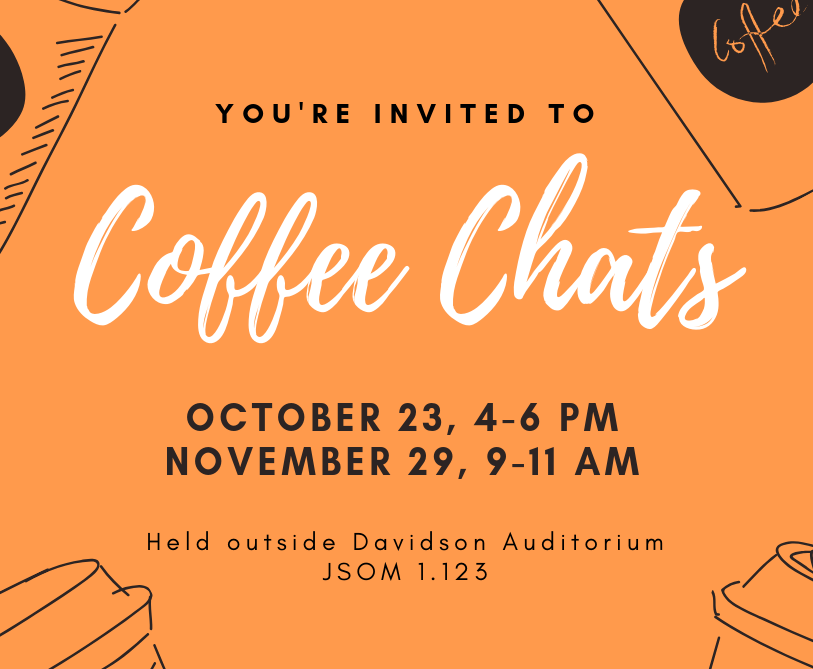 Coffee
YOU'RE INVITED TO
Coffee Chats
OCTOBER 23, 4-6 PM
NOVEMBER 29, 9-11 AM
Held outside Davidson Auditorium
JSOM 1.123